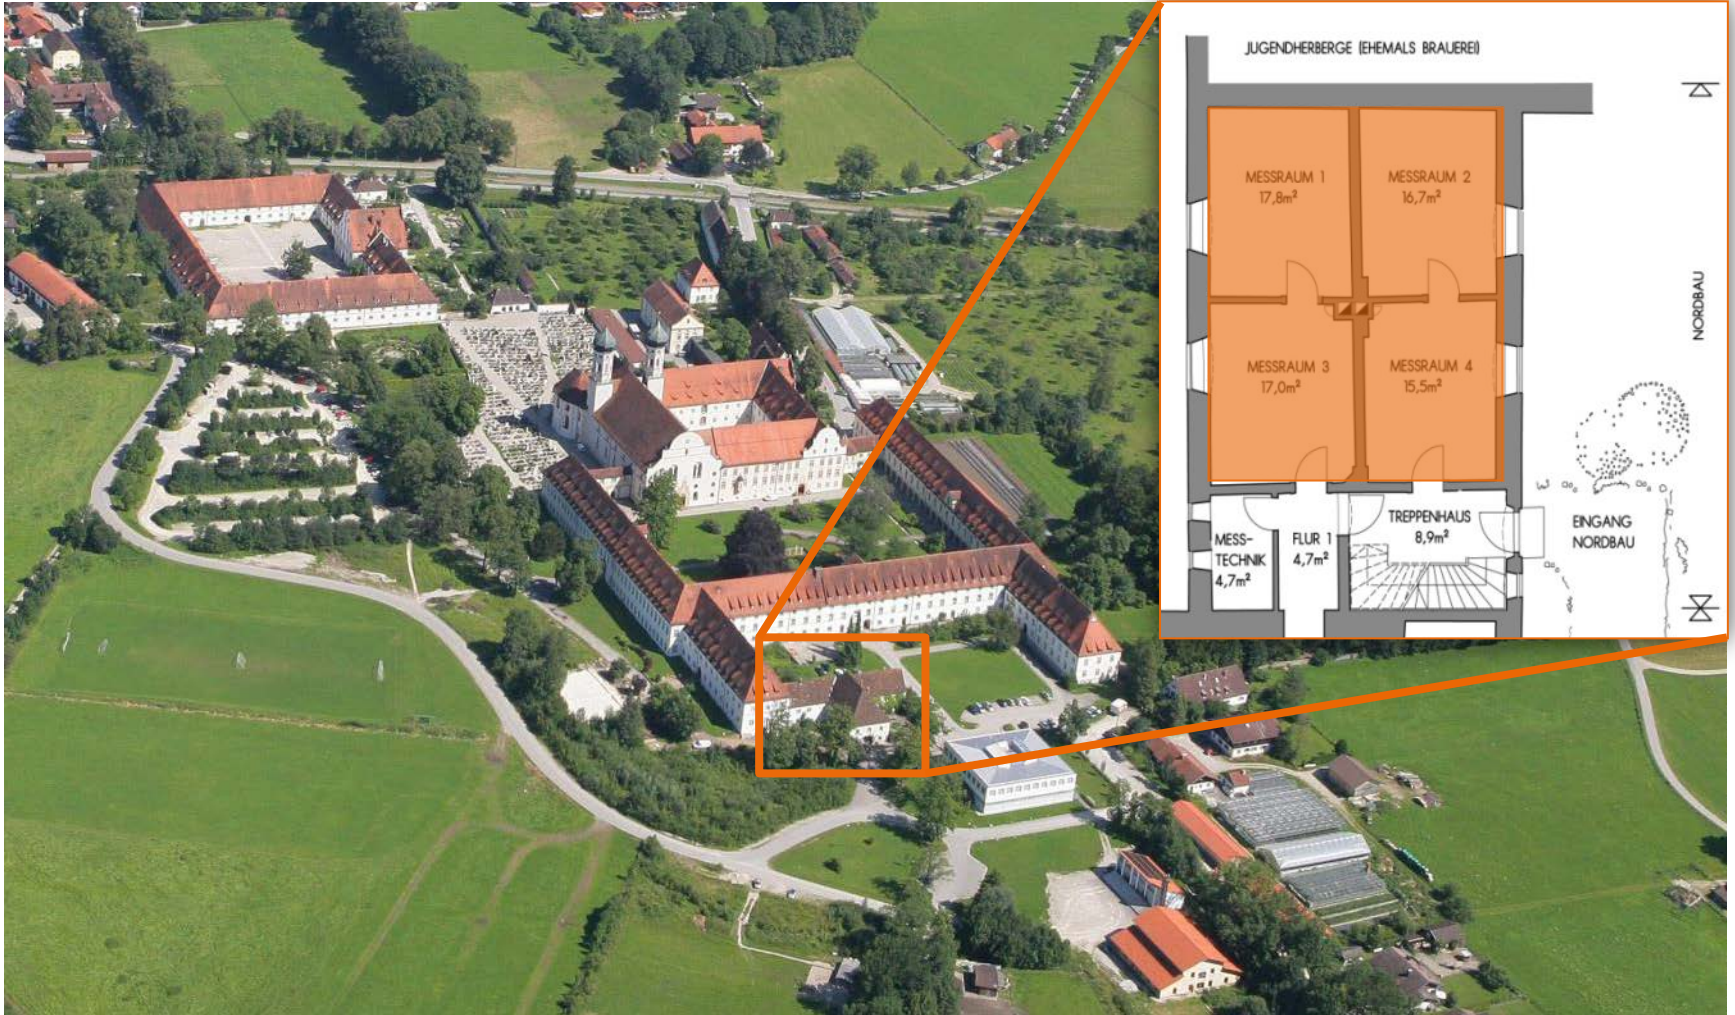 JUGENDHERBERGE (EHEMALS BRAUEREI)
MESSRAUM 1
17,8m²
MESSRAUM 2
16,7m²
NORDBAU
MESSRAUM 3
17,0m²
MESSRAUM 4
15,5m²
MESS-
TECHNIK
4,7m²
FLUR 1
4,7m²
TREPPENHAUS
8,9m²
EINGANG
NORDBAU